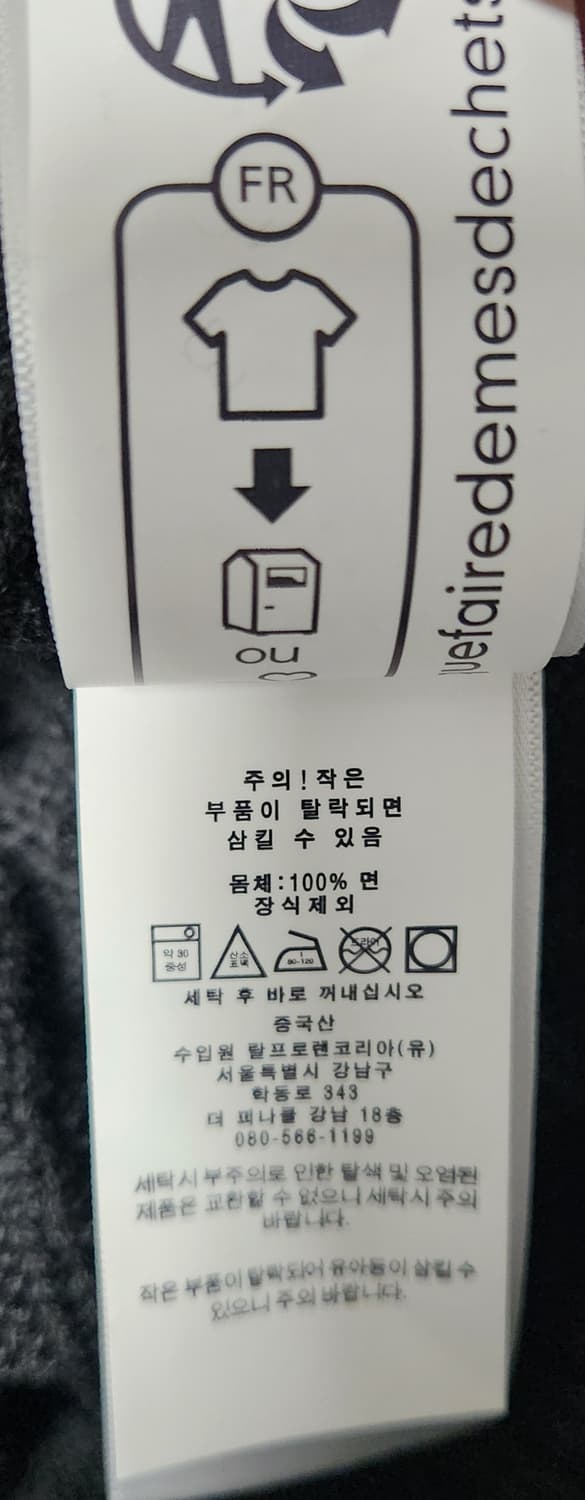 FR
uefairedemesdechets
ou
주의!작은
부품이 탈락되면
삼킬 수 있음
몸체:100% 면
장식제외
약 30
중성
산소
표백
80-120
드라이
세탁 후 바로 꺼내십시오
중국산
수입원 랄프로렌코리아(유)
서울특별시 강남구
학동로 343
더 피나클 강남 18층
080-566-1199
세탁시 부주의로 인한 탈색 및 오염된
제품은 교환할 수 없으니 세탁시 주의
바랍니다.
작은 부품이 탈락되어 유아동이 삼킬 수
있으니 주의 바랍니다.